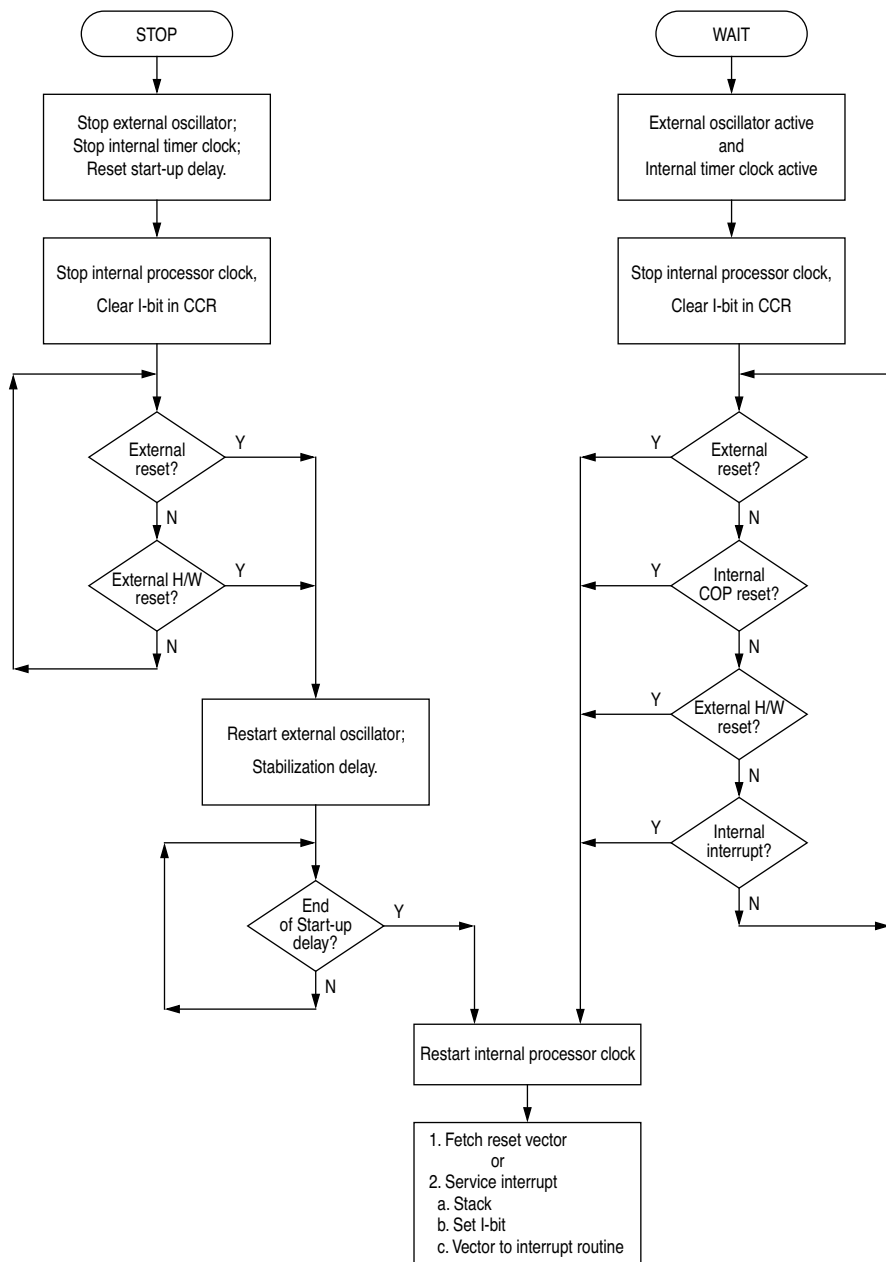 STOP
Stop external oscillator;
Stop internal timer clock;
Reset start-up delay.
Stop internal processor clock,
Clear I-bit in CCR
External
reset?
Y
N
External H/W
reset?
Y
N
Restart external oscillator;
Stabilization delay.
End
of Start-up
delay?
Y
N
WAIT
External oscillator active
and
Internal timer clock active
Stop internal processor clock,
Clear I-bit in CCR
External
reset?
Y
N
Internal
COP reset?
Y
N
External H/W
reset?
Y
N
Internal
interrupt?
Y
N
Restart internal processor clock
1. Fetch reset vector
or
2. Service interrupt
a. Stack
b. Set I-bit
c. Vector to interrupt routine